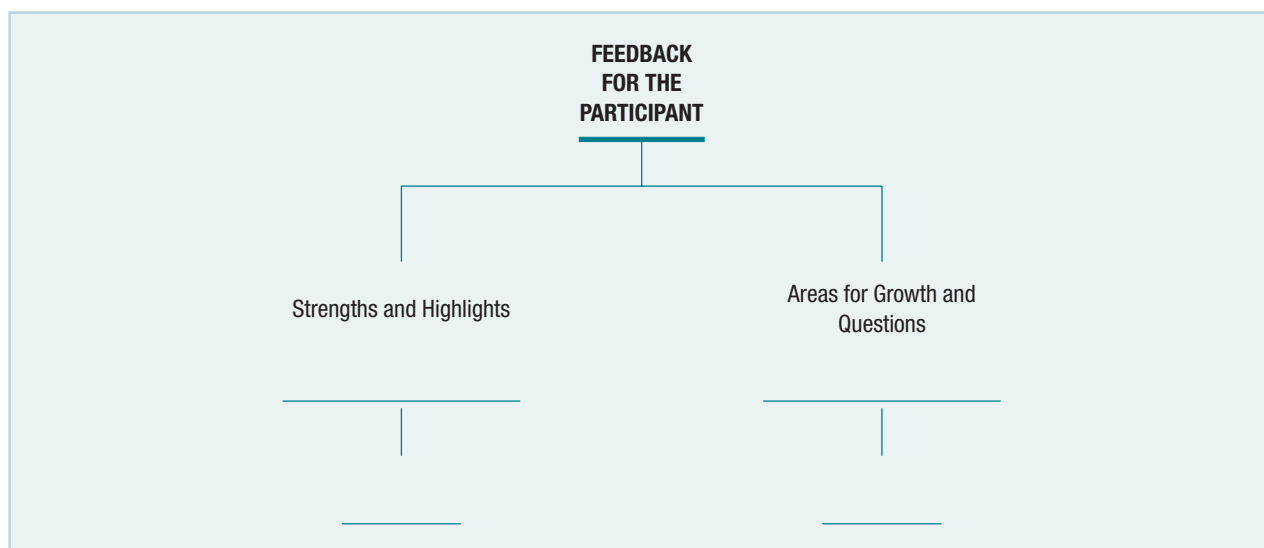 FEEDBACK
FOR THE
PARTICIPANT
Strengths and Highlights
Areas for Growth and
Questions